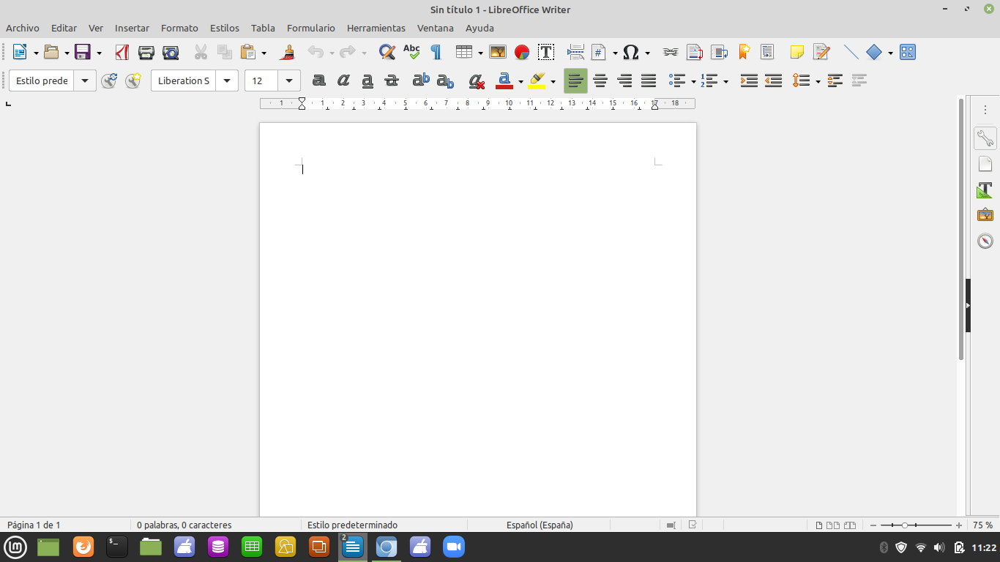 Sin título 1 - LibreOffice Writer
Archivo Editar Ver Insertar Formato Estilos Tabla Formulario Herramientas Ventana Ayuda
Abc
Estilo prede Liberation S 12
1 1 2 3 4 5 6 7 8 9 10 11 12 13 14 15 16 17 18
Página 1 de 1 0 palabras, 0 caracteres Estilo predeterminado Español (España) 75 %
2 11:22